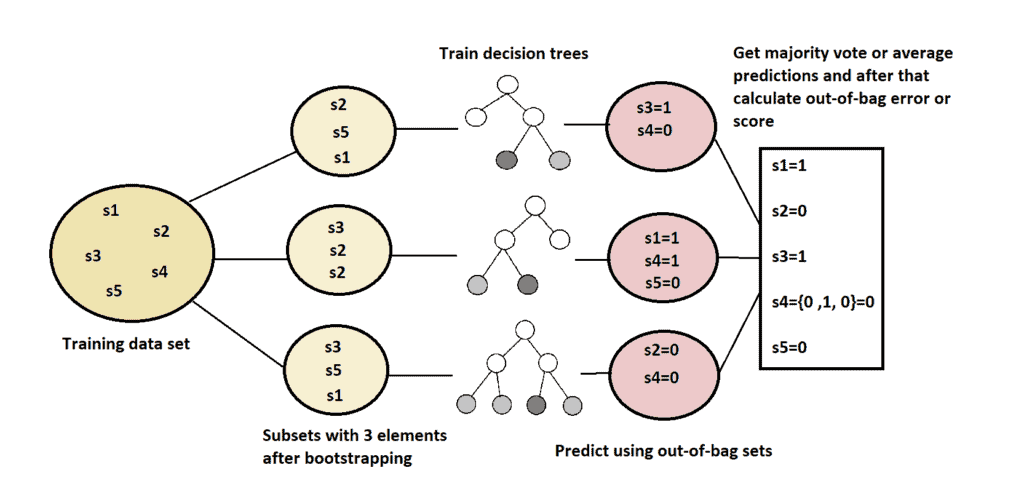 Train decision trees
Get majority vote or average
predictions and after that
calculate out-of-bag error or
score
s2
s5
s1
s3=1
s4=0
s1
s2
s3
s4
s5
Training data set
s3
s2
s2
s1=1
s4=1
s5=0
s3
s5
s1
s2=0
s4=0
s1=1
s2=0
s3=1
s4={0 ,1, 0}=0
s5=0
Subsets with 3 elements
after bootstrapping
Predict using out-of-bag sets